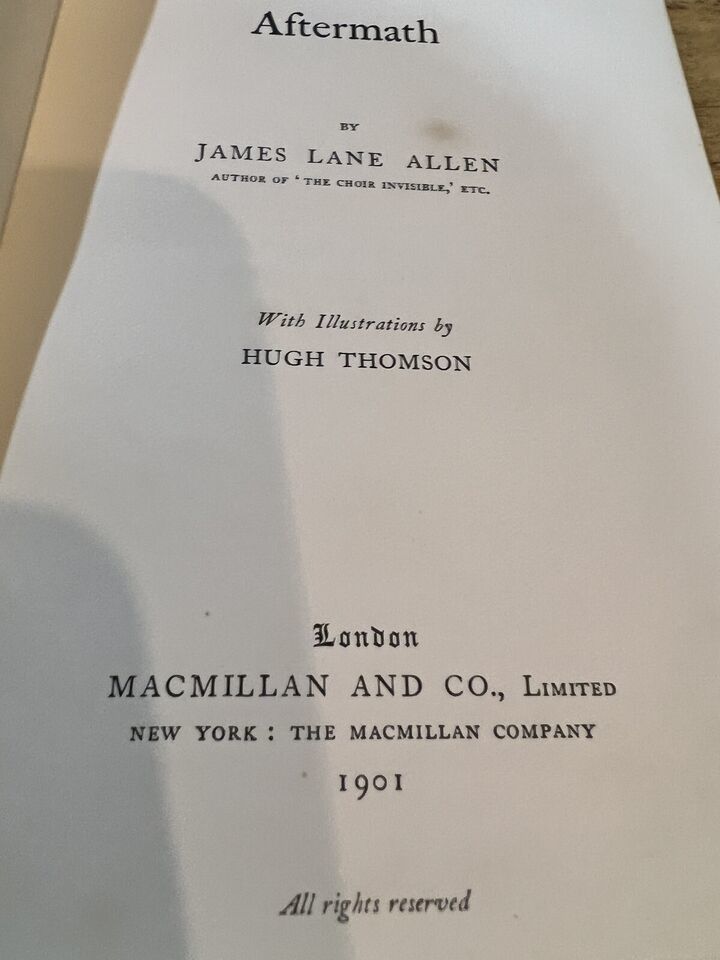 Aftermath
BY
JAMES LANE ALLEN
AUTHOR OF 'THE CHOIR INVISIBLE,' ETC.
With Illustrations by
HUGH THOMSON
London
MACMILLAN AND CO., LIMITED
NEW YORK : THE MACMILLAN COMPANY
1901
All rights reserved